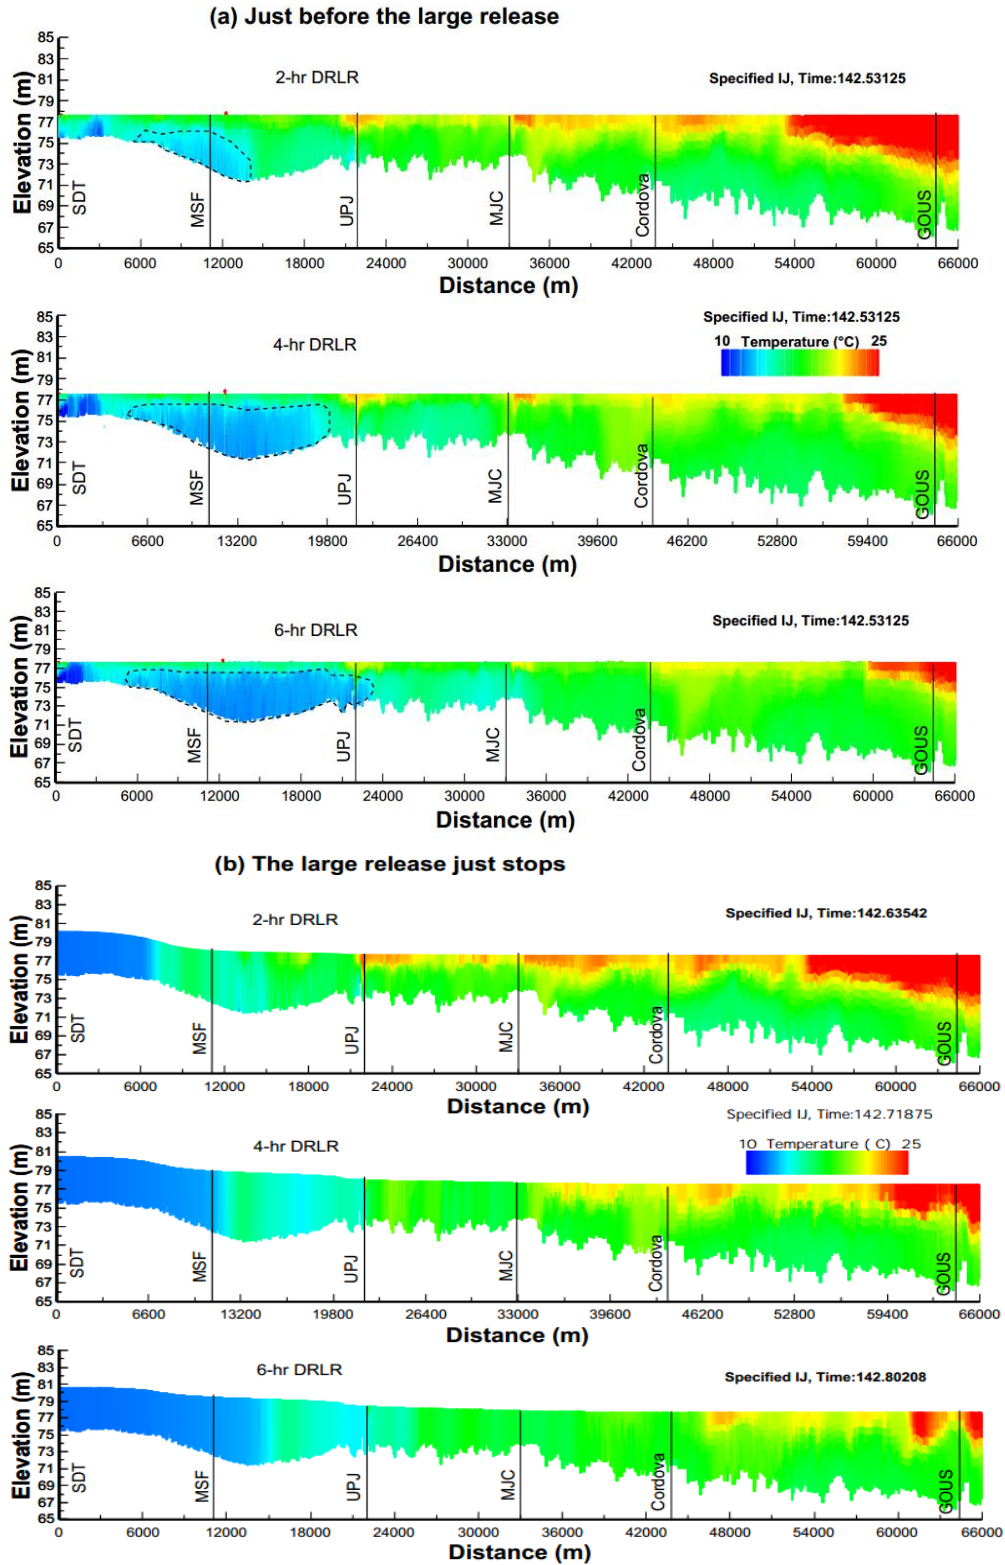 (a) Just before the large release
85
83
81
79
77
75
73
71
69
67
65
Elevation (m)
2-hr DRLR
Specified IJ, Time:142.53125
SDT
MSF
UPJ
MJC
Cordova
GOUS
0 6000 12000 18000 24000 30000 36000 42000 48000 54000 60000 66000
Distance (m)
85
83
81
79
77
75
73
71
69
67
65
Elevation (m)
4-hr DRLR
Specified IJ, Time:142.53125
10 Temperature (°C) 25
SDT
MSF
UPJ
MJC
Cordova
GOUS
0 6600 13200 19800 26400 33000 39600 46200 52800 59400 66000
Distance (m)
85
83
81
79
77
75
73
71
69
67
65
Elevation (m)
6-hr DRLR
Specified IJ, Time:142.53125
SDT
MSF
UPJ
MJC
Cordova
GOUS
0 6000 12000 18000 24000 30000 36000 42000 48000 54000 60000 66000
Distance (m)
(b) The large release just stops
85
83
81
79
77
75
73
71
69
67
65
Elevation (m)
2-hr DRLR
Specified IJ, Time:142.63542
SDT
MSF
UPJ
MJC
Cordova
GOUS
0 6000 12000 18000 24000 30000 36000 42000 48000 54000 60000 66000
Distance (m)
85
83
81
79
77
75
73
71
69
67
65
Elevation (m)
4-hr DRLR
Specified IJ, Time:142.71875
10 Temperature ( C) 25
SDT
MSF
UPJ
MJC
Cordova
GOUS
0 6600 13200 19800 26400 33000 39600 46200 52800 59400 66000
Distance (m)
85
83
81
79
77
75
73
71
69
67
65
Elevation (m)
6-hr DRLR
Specified IJ, Time:142.80208
SDT
MSF
UPJ
MJC
Cordova
GOUS
0 6000 12000 18000 24000 30000 36000 42000 48000 54000 60000 66000
Distance (m)